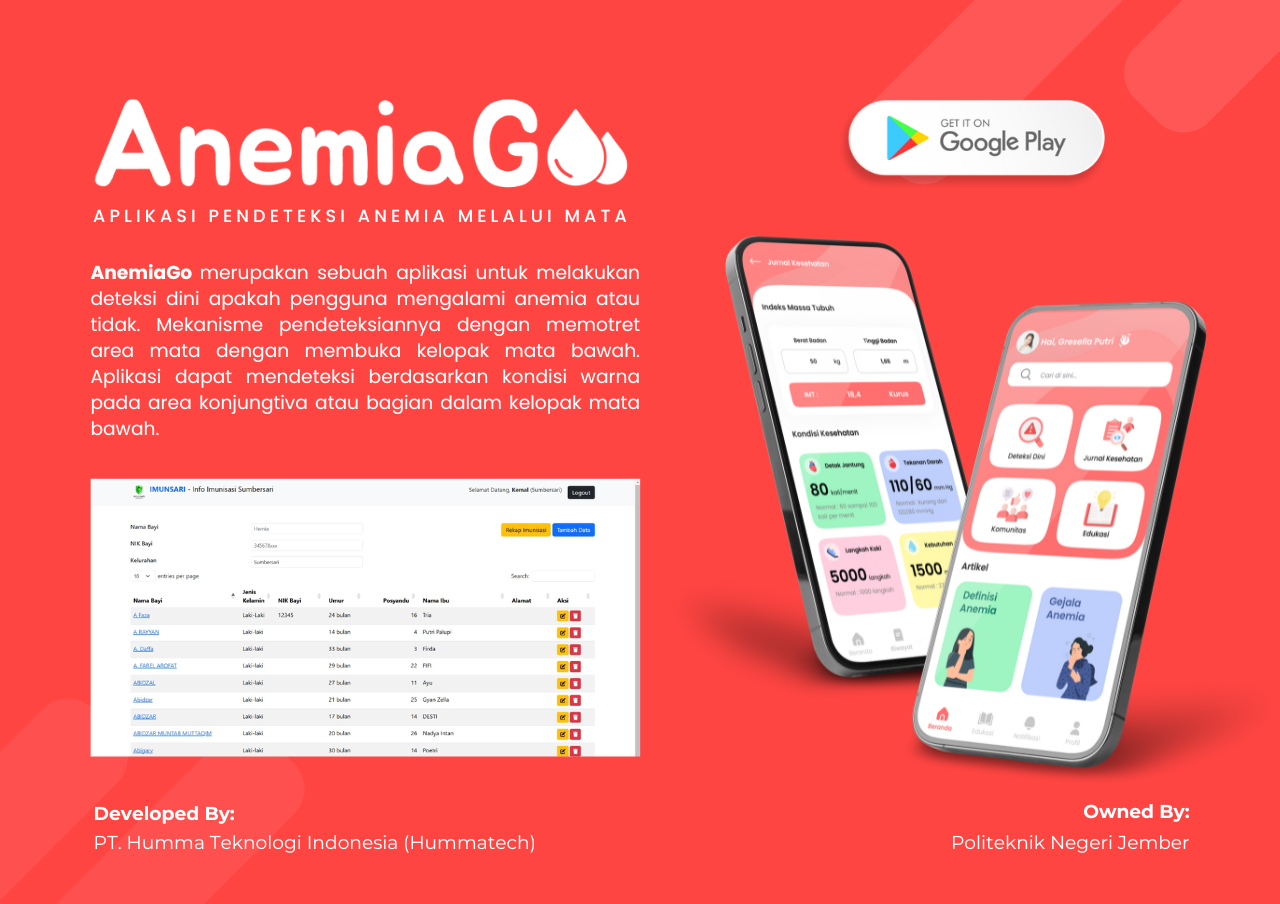 AnemiaGo
APLIKASI PENDETEKSI ANEMIA MELALUI MATA
AnemiaGo merupakan sebuah aplikasi untuk melakukan
deteksi dini apakah pengguna mengalami anemia atau
tidak. Mekanisme pendeteksiannya dengan memotret
area mata dengan membuka kelopak mata bawah.
Aplikasi dapat mendeteksi berdasarkan kondisi warna
pada area konjungtiva atau bagian dalam kelopak mata
bawah.
IMUNSARI - Info Imunisasi Sumbersari
Selamat Datang, Kemal (Sumbersari) Logout
Nama Bayi Hernila
Rekap Imunisasi Tambah Data
NIK Bayi
Kelurahan Sumbersari
10 entries per page Search:
Nama Bayi Jenis Kelamin NIK Bayi Umur Posyandu Nama Ibu Alamat Aksi
A Faza Laki-Laki 12345 24 bulan 16 Tria
A RAYYAN Laki-laki 14 bulan 4 Putri Palupi
A. Daffa Laki-laki 33 bulan 3 Firda
A. FAREL AROFAT Laki-laki 29 bulan 22 FIFI
ABIDZAL Laki-laki 27 bulan 11 Ayu
Abidzar Laki-laki 21 bulan 25 Gyan Zella
ABIDZAR Laki-laki 17 bulan 14 DESTI
ABIDZAR MUNTAB MUTTAQIM Laki-laki 20 bulan 26 Nadya Intan
Abigary Laki-laki 30 bulan 14 Poetri
Developed By:
PT. Humma Teknologi Indonesia (Hummatech)
GET IT ON
Google Play
Jurnal Kesehatan
Indeks Massa Tubuh
Berat Badan Tinggi Badan
50 kg 1,65 m
IMT : 18,4 Kurus
Kondisi Kesehatan
Detak Jantung
80 kali/menit
Normal : 60 sampai 100
kali per menit
Tekanan Darah
110/60 mm Hg
Normal : Kurang dari
Langkah Kaki
5000 langkah
Normal : 7500 langkah
Kebutuhan
1500
Normal :
Beranda Riwayat
Hai, Greselia Putri
Cari di sini...
Deteksi Dini Jurnal Kesehatan
Komunitas Edukasi
Artikel
Definisi
Anemia
Gejala
Anemia
Beranda Edukasi Notifikasi Profil
Owned By:
Politeknik Negeri Jember